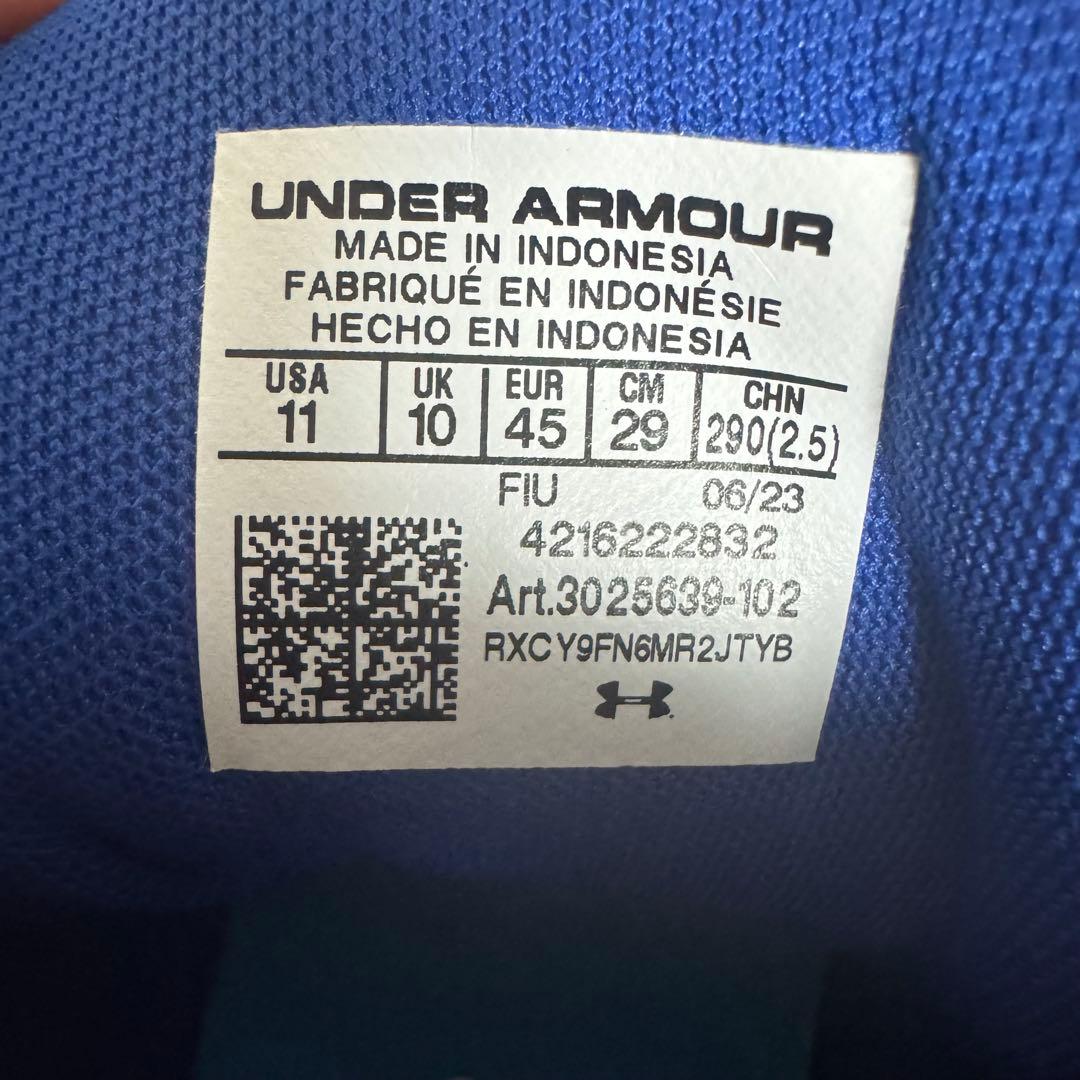 UNDER ARMOUR
MADE IN INDONESIA
FABRIQUÉ EN INDONÉSIE
HECHO EN INDONESIA
USA UK EUR CM CHN
11 10 45 29 290(2.5)
FIU 06/23
4216222832
Art.3025639-102
RXCY9FN6MR2JTYB